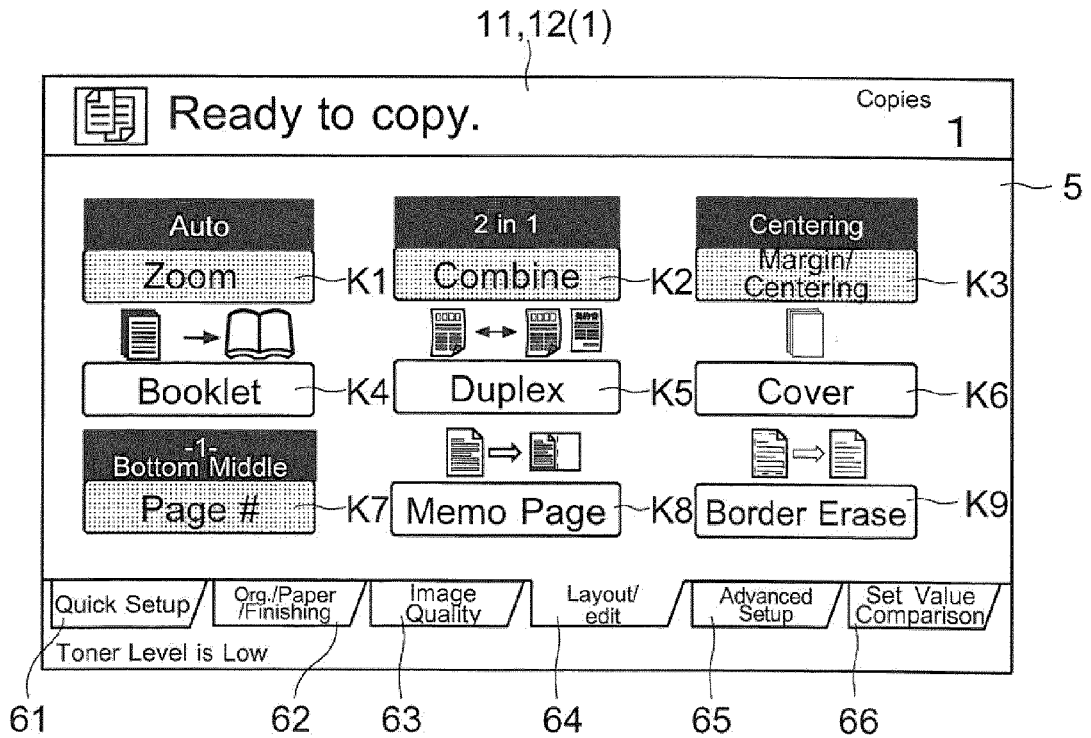 11,12(1)
Ready to copy.
Copies
1
5
Auto
Zoom
K1
2 in 1
Combine
K2
Centering
Margin/
Centering
K3
Booklet
K4
Duplex
K5
Cover
K6
-1-
Bottom Middle
Page #
K7
Memo Page
K8
Border Erase
K9
Quick Setup
Org./Paper
/Finishing
Image
Quality
Layout/
edit
Advanced
Setup
Set Value
Comparison
Toner Level is Low
61
62
63
64
65
66